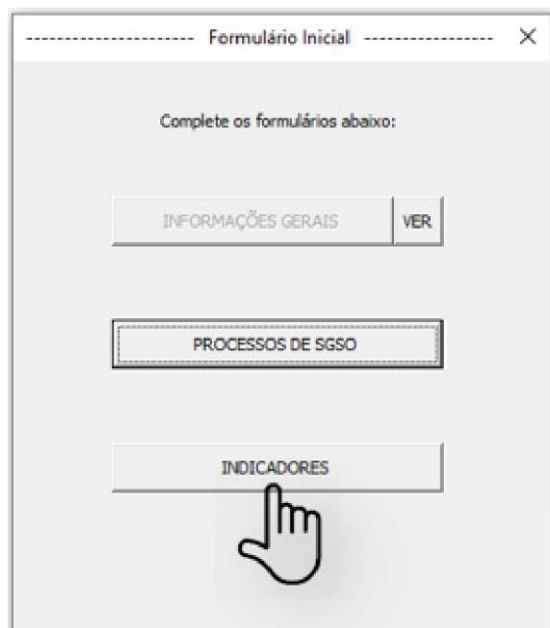 ---------------------- Formulário Inicial -----------------
Complete os formulários abaixo:
INFORMAÇÕES GERAIS VER
PROCESSOS DE SGSO
INDICADORES